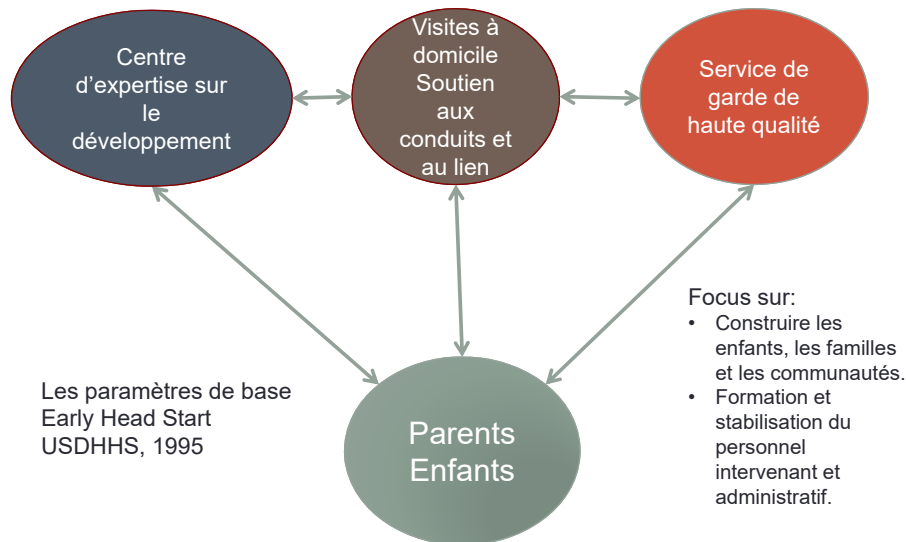 Centre
d’expertise sur
le
développement
Visites à
domicile
Soutien
aux
conduits et
au lien
Service de
garde de
haute qualité
Focus sur:
• Construire les
enfants, les familles
et les communautés.
• Formation et
stabilisation du
personnel
intervenant et
administratif.
Les paramètres de base
Early Head Start
USDHHS, 1995
Parents
Enfants